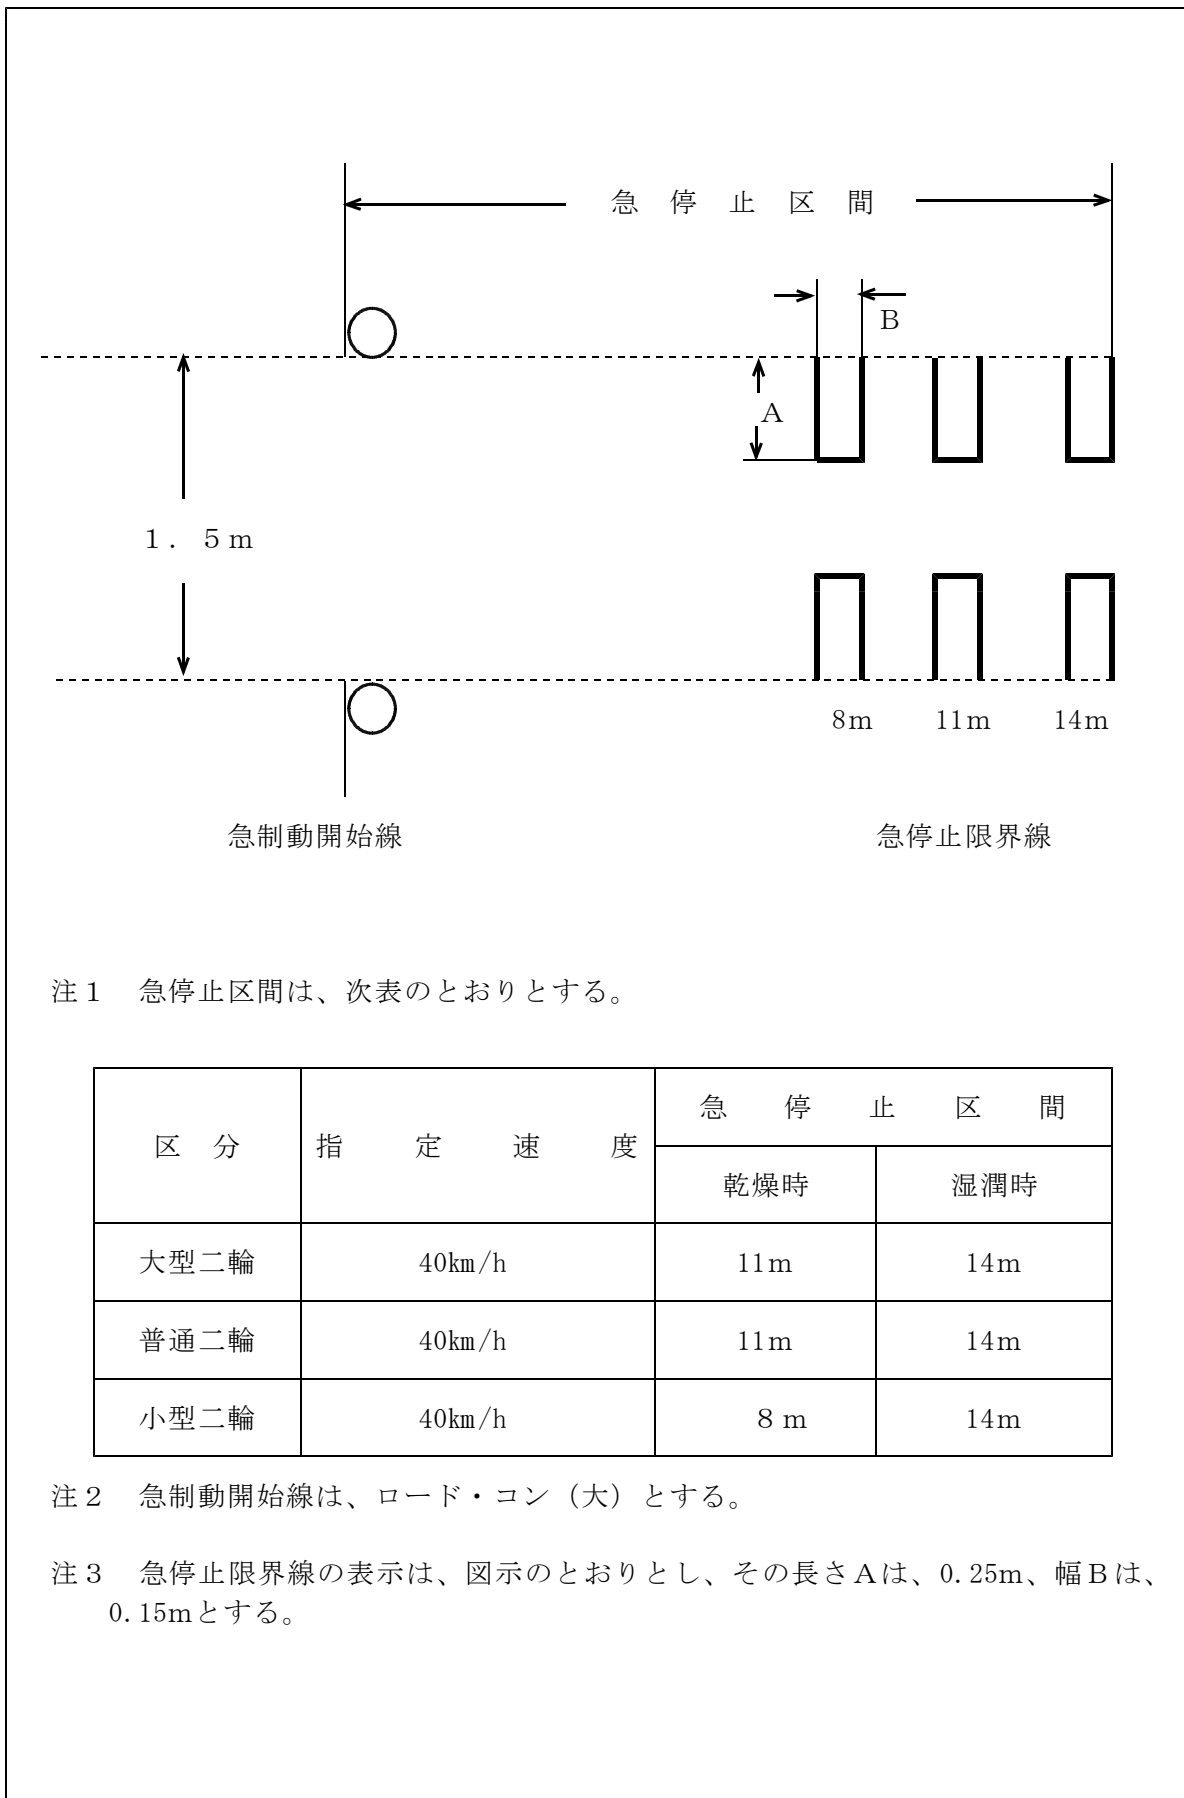 急停止区間
B
A
1．5m
8m 11m 14m
急制動開始線 急停止限界線
注1 急停止区間は、次表のとおりとする。
区分 指定速度 急停止区間
乾燥時 湿潤時
大型二輪 40㎞/h 11m 14m
普通二輪 40㎞/h 11m 14m
小型二輪 40㎞/h 8m 14m
注2 急制動開始線は、ロード・コン（大）とする。
注3 急停止限界線の表示は、図示のとおりとし、その長さAは、0.25m、幅Bは、
0.15mとする。